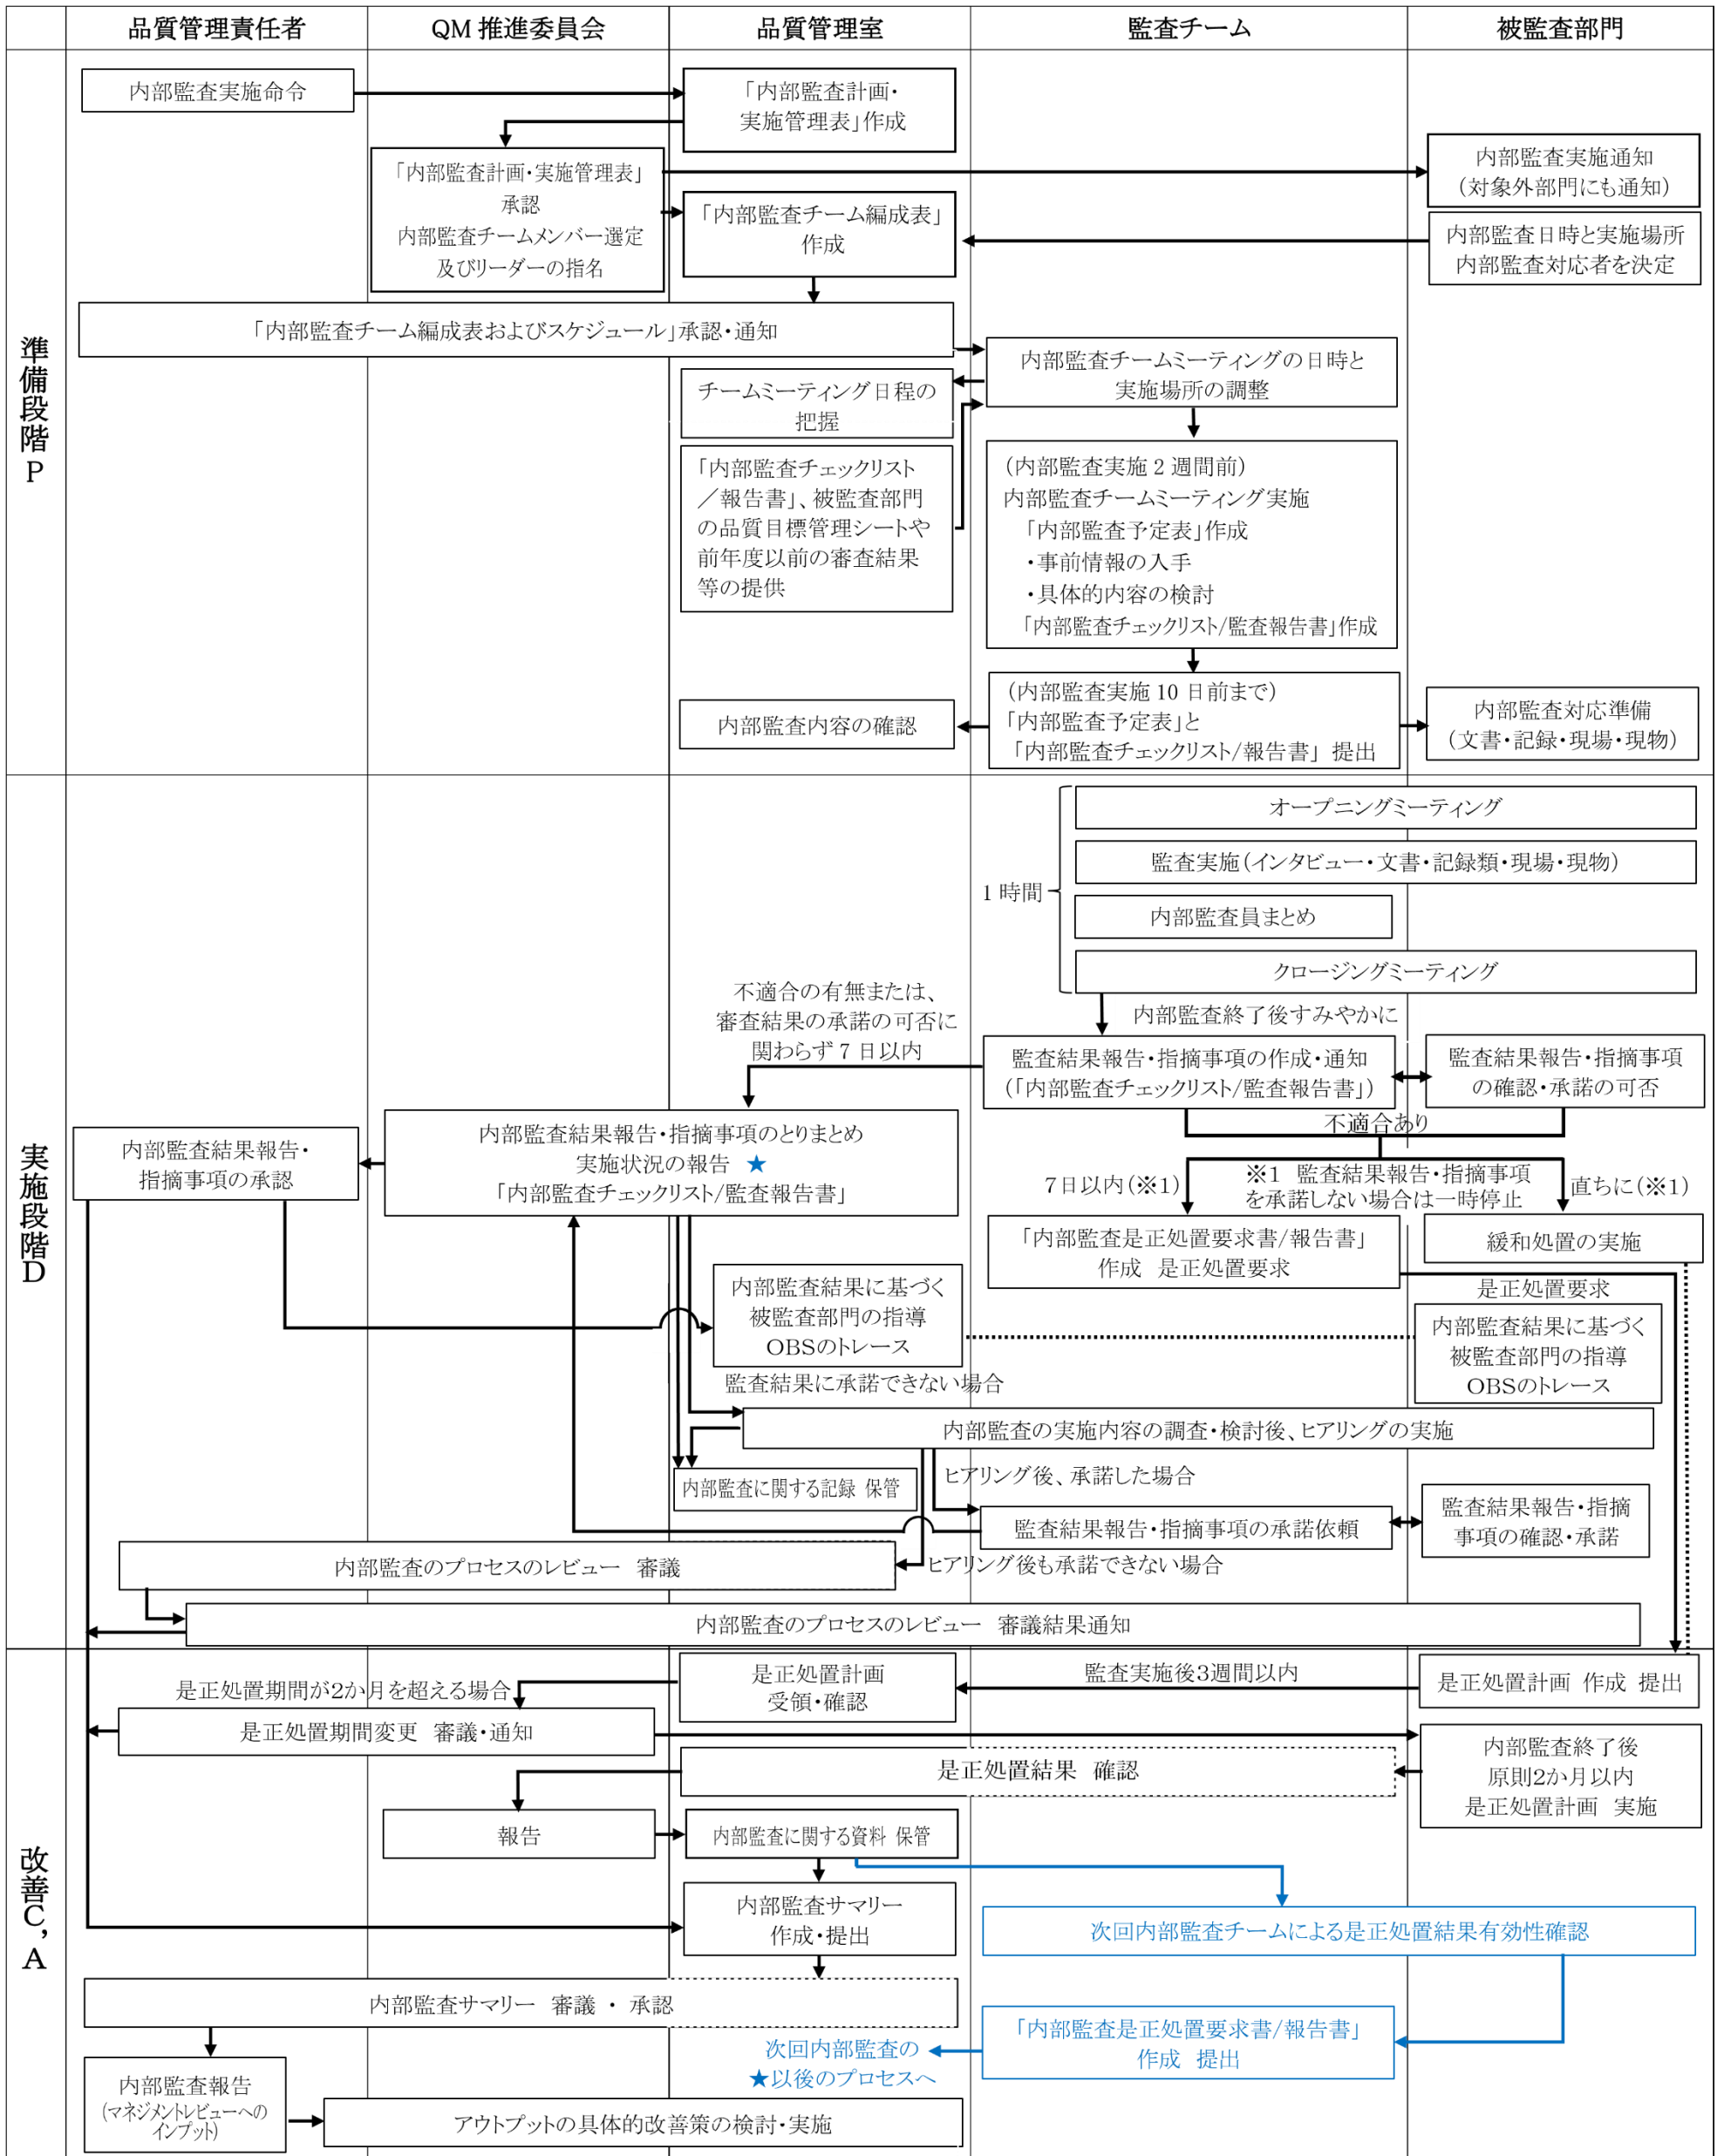 品質管理責任者
QM 推進委員会
品質管理室
監査チーム
被監査部門
準備段階 P
内部監査実施命令
「内部監査計画・
実施管理表」作成
「内部監査計画・実施管理表」
承認
内部監査チームメンバー選定
及びリーダーの指名
内部監査実施通知
(対象外部門にも通知)
「内部監査チーム編成表」
作成
内部監査日時と実施場所
内部監査対応者を決定
「内部監査チーム編成表およびスケジュール」承認・通知
内部監査チームミーティングの日時と
実施場所の調整
チームミーティング日程の
把握
「内部監査チェックリスト
/報告書」、被監査部門
の品質目標管理シートや
前年度以前の審査結果
等の提供
(内部監査実施 2 週間前)
内部監査チームミーティング実施
「内部監査予定表」作成
・事前情報の入手
・具体的内容の検討
「内部監査チェックリスト/監査報告書」作成
内部監査内容の確認
(内部監査実施 10 日前まで)
「内部監査予定表」と
「内部監査チェックリスト/報告書」 提出
内部監査対応準備
(文書・記録・現場・現物)
実施段階D
1 時間
オープニングミーティング
監査実施(インタビュー・文書・記録類・現場・現物)
内部監査員まとめ
クロージングミーティング
不適合の有無または、
審査結果の承諾の可否に
関わらず 7 日以内
内部監査終了後すみやかに
監査結果報告・指摘事項の作成・通知
(「内部監査チェックリスト/監査報告書」)
監査結果報告・指摘事項
の確認・承諾の可否
不適合あり
内部監査結果報告・
指摘事項の承認
内部監査結果報告・指摘事項のとりまとめ
実施状況の報告 ★
「内部監査チェックリスト/監査報告書」
7日以内(※1)
※1 監査結果報告・指摘事項
を承諾しない場合は一時停止
直ちに(※1)
「内部監査是正処置要求書/報告書」
作成 是正処置要求
緩和処置の実施
是正処置要求
内部監査結果に基づく
被監査部門の指導
OBSのトレース
内部監査結果に基づく
被監査部門の指導
OBSのトレース
監査結果に承諾できない場合
内部監査の実施内容の調査・検討後、ヒアリングの実施
内部監査に関する記録 保管
ヒアリング後、承諾した場合
監査結果報告・指摘事項の承諾依頼
監査結果報告・指摘
事項の確認・承諾
内部監査のプロセスのレビュー 審議
ヒアリング後も承諾できない場合
内部監査のプロセスのレビュー 審議結果通知
改善C, A
是正処置計画
受領・確認
監査実施後3週間以内
是正処置計画 作成 提出
是正処置期間が2か月を超える場合
是正処置期間変更 審議・通知
内部監査終了後
原則2か月以内
是正処置計画 実施
是正処置結果 確認
報告
内部監査に関する資料 保管
内部監査サマリー
作成・提出
次回内部監査チームによる是正処置結果有効性確認
内部監査サマリー 審議 ・ 承認
「内部監査是正処置要求書/報告書」
作成 提出
次回内部監査の
★以後のプロセスへ
内部監査報告
(マネジメントレビューへの
インプット)
アウトプットの具体的改善策の検討・実施